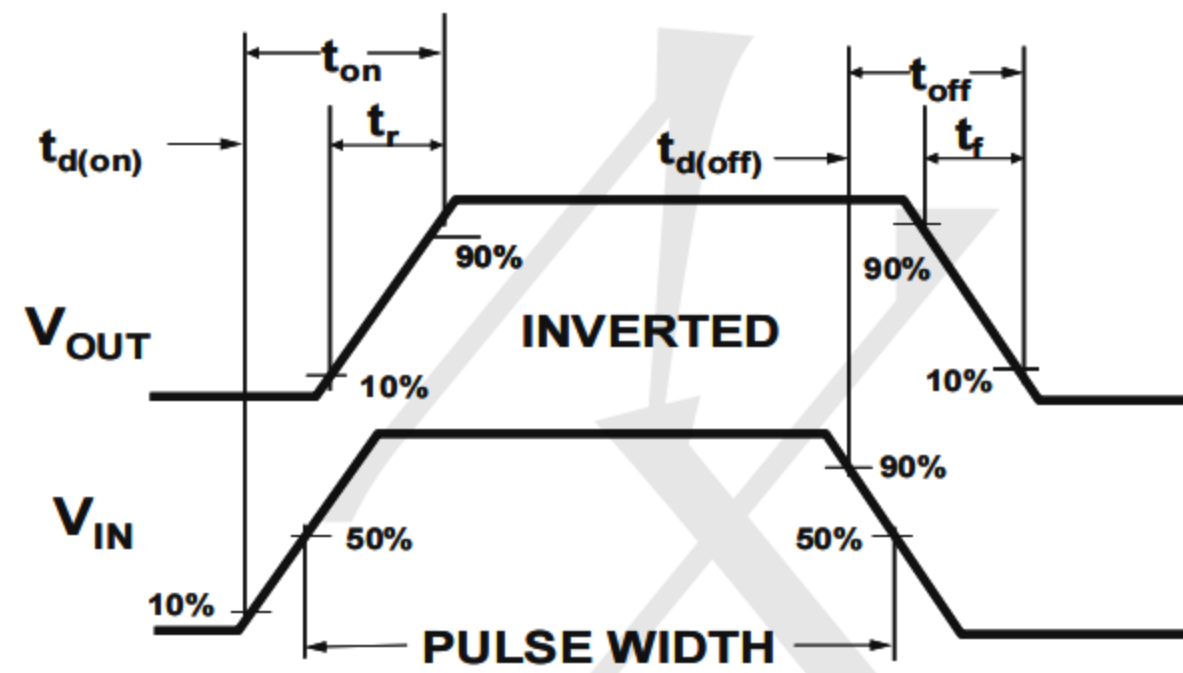 ton
toff
tr
tf
td(on)
td(off)
90%
90%
VOUT
INVERTED
10%
10%
90%
VIN
50%
50%
10%
PULSE WIDTH